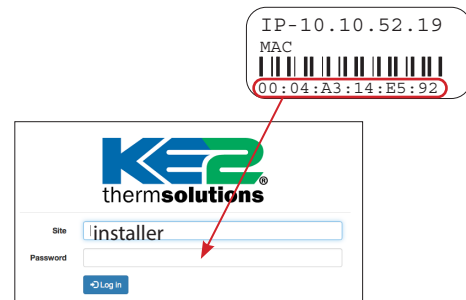 IP-10.10.52.19
MAC
00:04:A3:14:E5:92
KE2
thermsolutions®
Site installer
Password
Log in